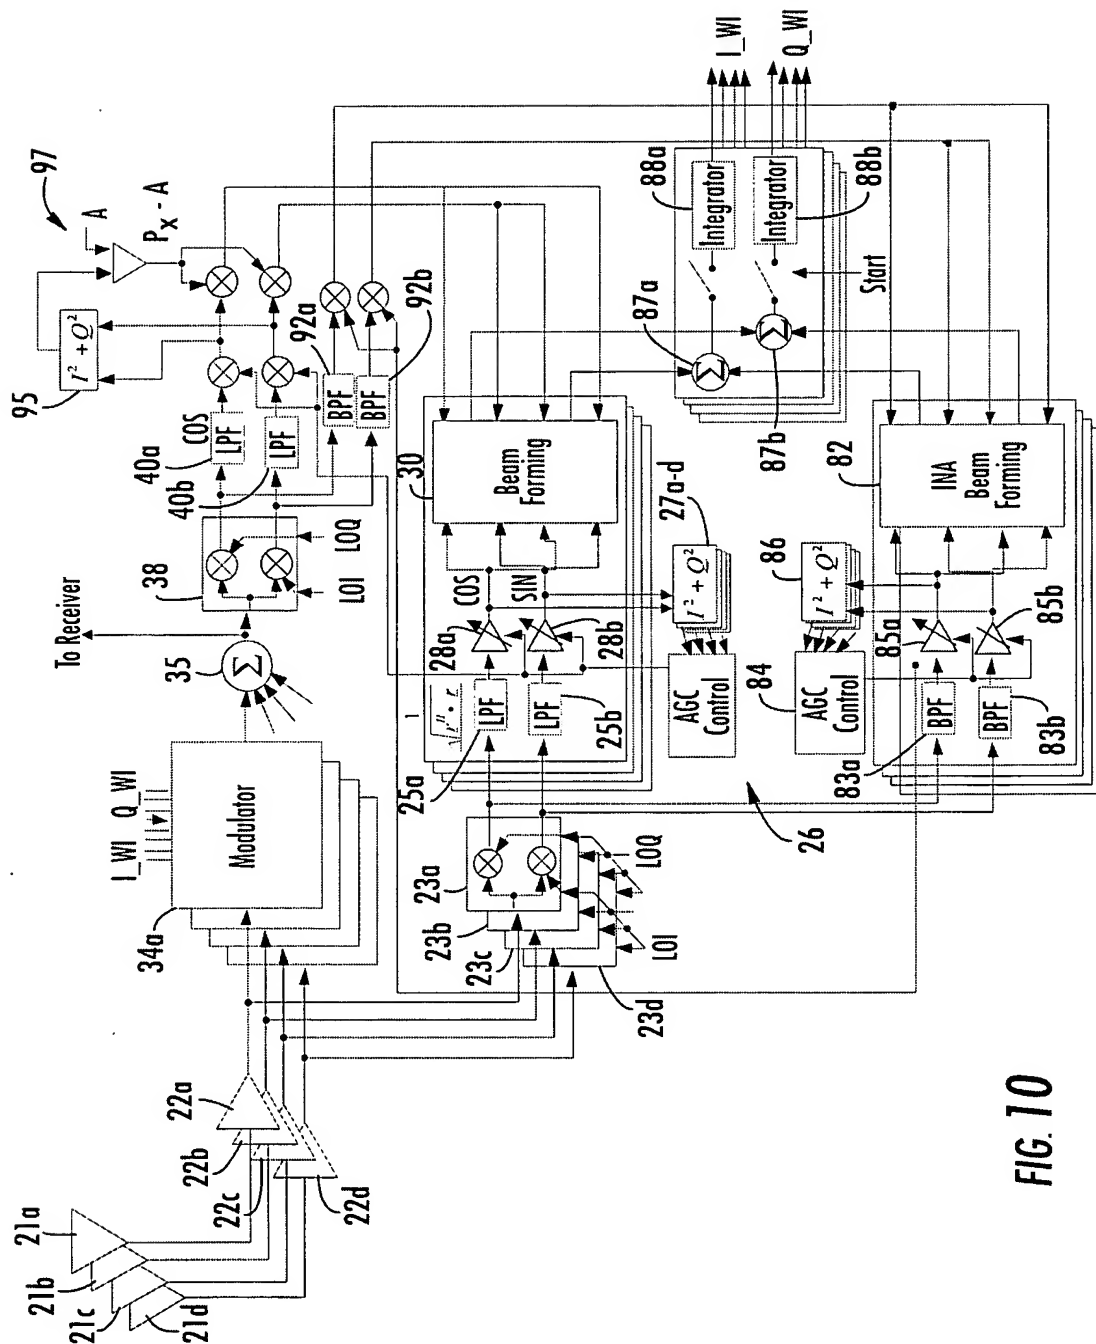 21a
21b
21c
21d
22a
22b
22c
22d
34a
I_WI
Q_WI
Modulator
35
Σ
To Receiver
38
LOI
LOQ
40a
COS
LPF
40b
LPF
95
I² + Q²
92a
BPF
BPF
92b
97
A
Pₓ - A
23a
23b
23c
23d
LOI
LOQ
25a
LPF
LPF
25b
28a
COS
SIN
28b
30
Beam
Forming
27a-d
I² + Q²
AGC
Control
26
87a
Σ
Σ
87b
Start
88a
Integrator
Integrator
88b
I_WI
Q_WI
83a
BPF
BPF
83b
84
AGC
Control
85a
85b
86
I² + Q²
82
INA
Beam
Forming
FIG. 10